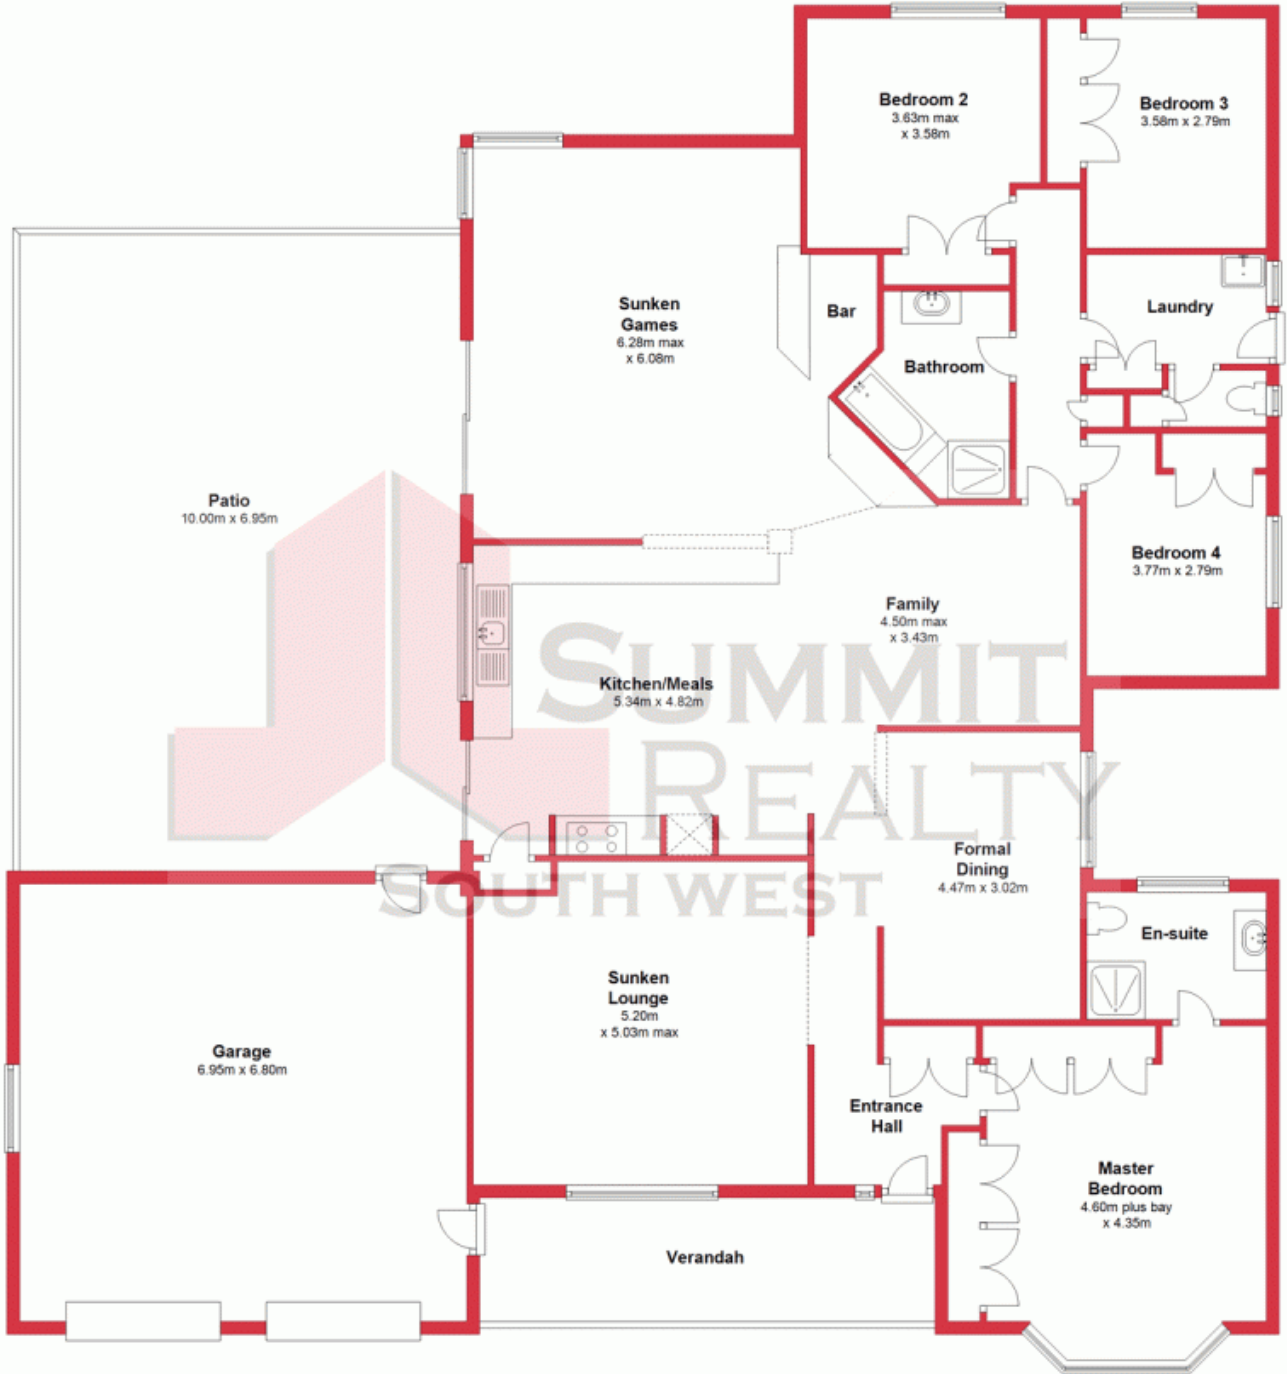 Bedroom 2
3.63m max
x 3.58m
Bedroom 3
3.58m x 2.79m
Sunken
Games
6.28m max
x 6.08m
Bar
Laundry
Bathroom
Patio
10.00m x 6.95m
Bedroom 4
3.77m x 2.79m
Family
4.50m max
x 3.43m
Kitchen/Meals
5.34m x 4.82m
SUMMIT
REALTY
SOUTH WEST
Formal
Dining
4.47m x 3.02m
En-suite
Sunken
Lounge
5.20m
x 5.03m max
Garage
6.95m x 6.80m
Entrance
Hall
Master
Bedroom
4.60m plus bay
x 4.35m
Verandah